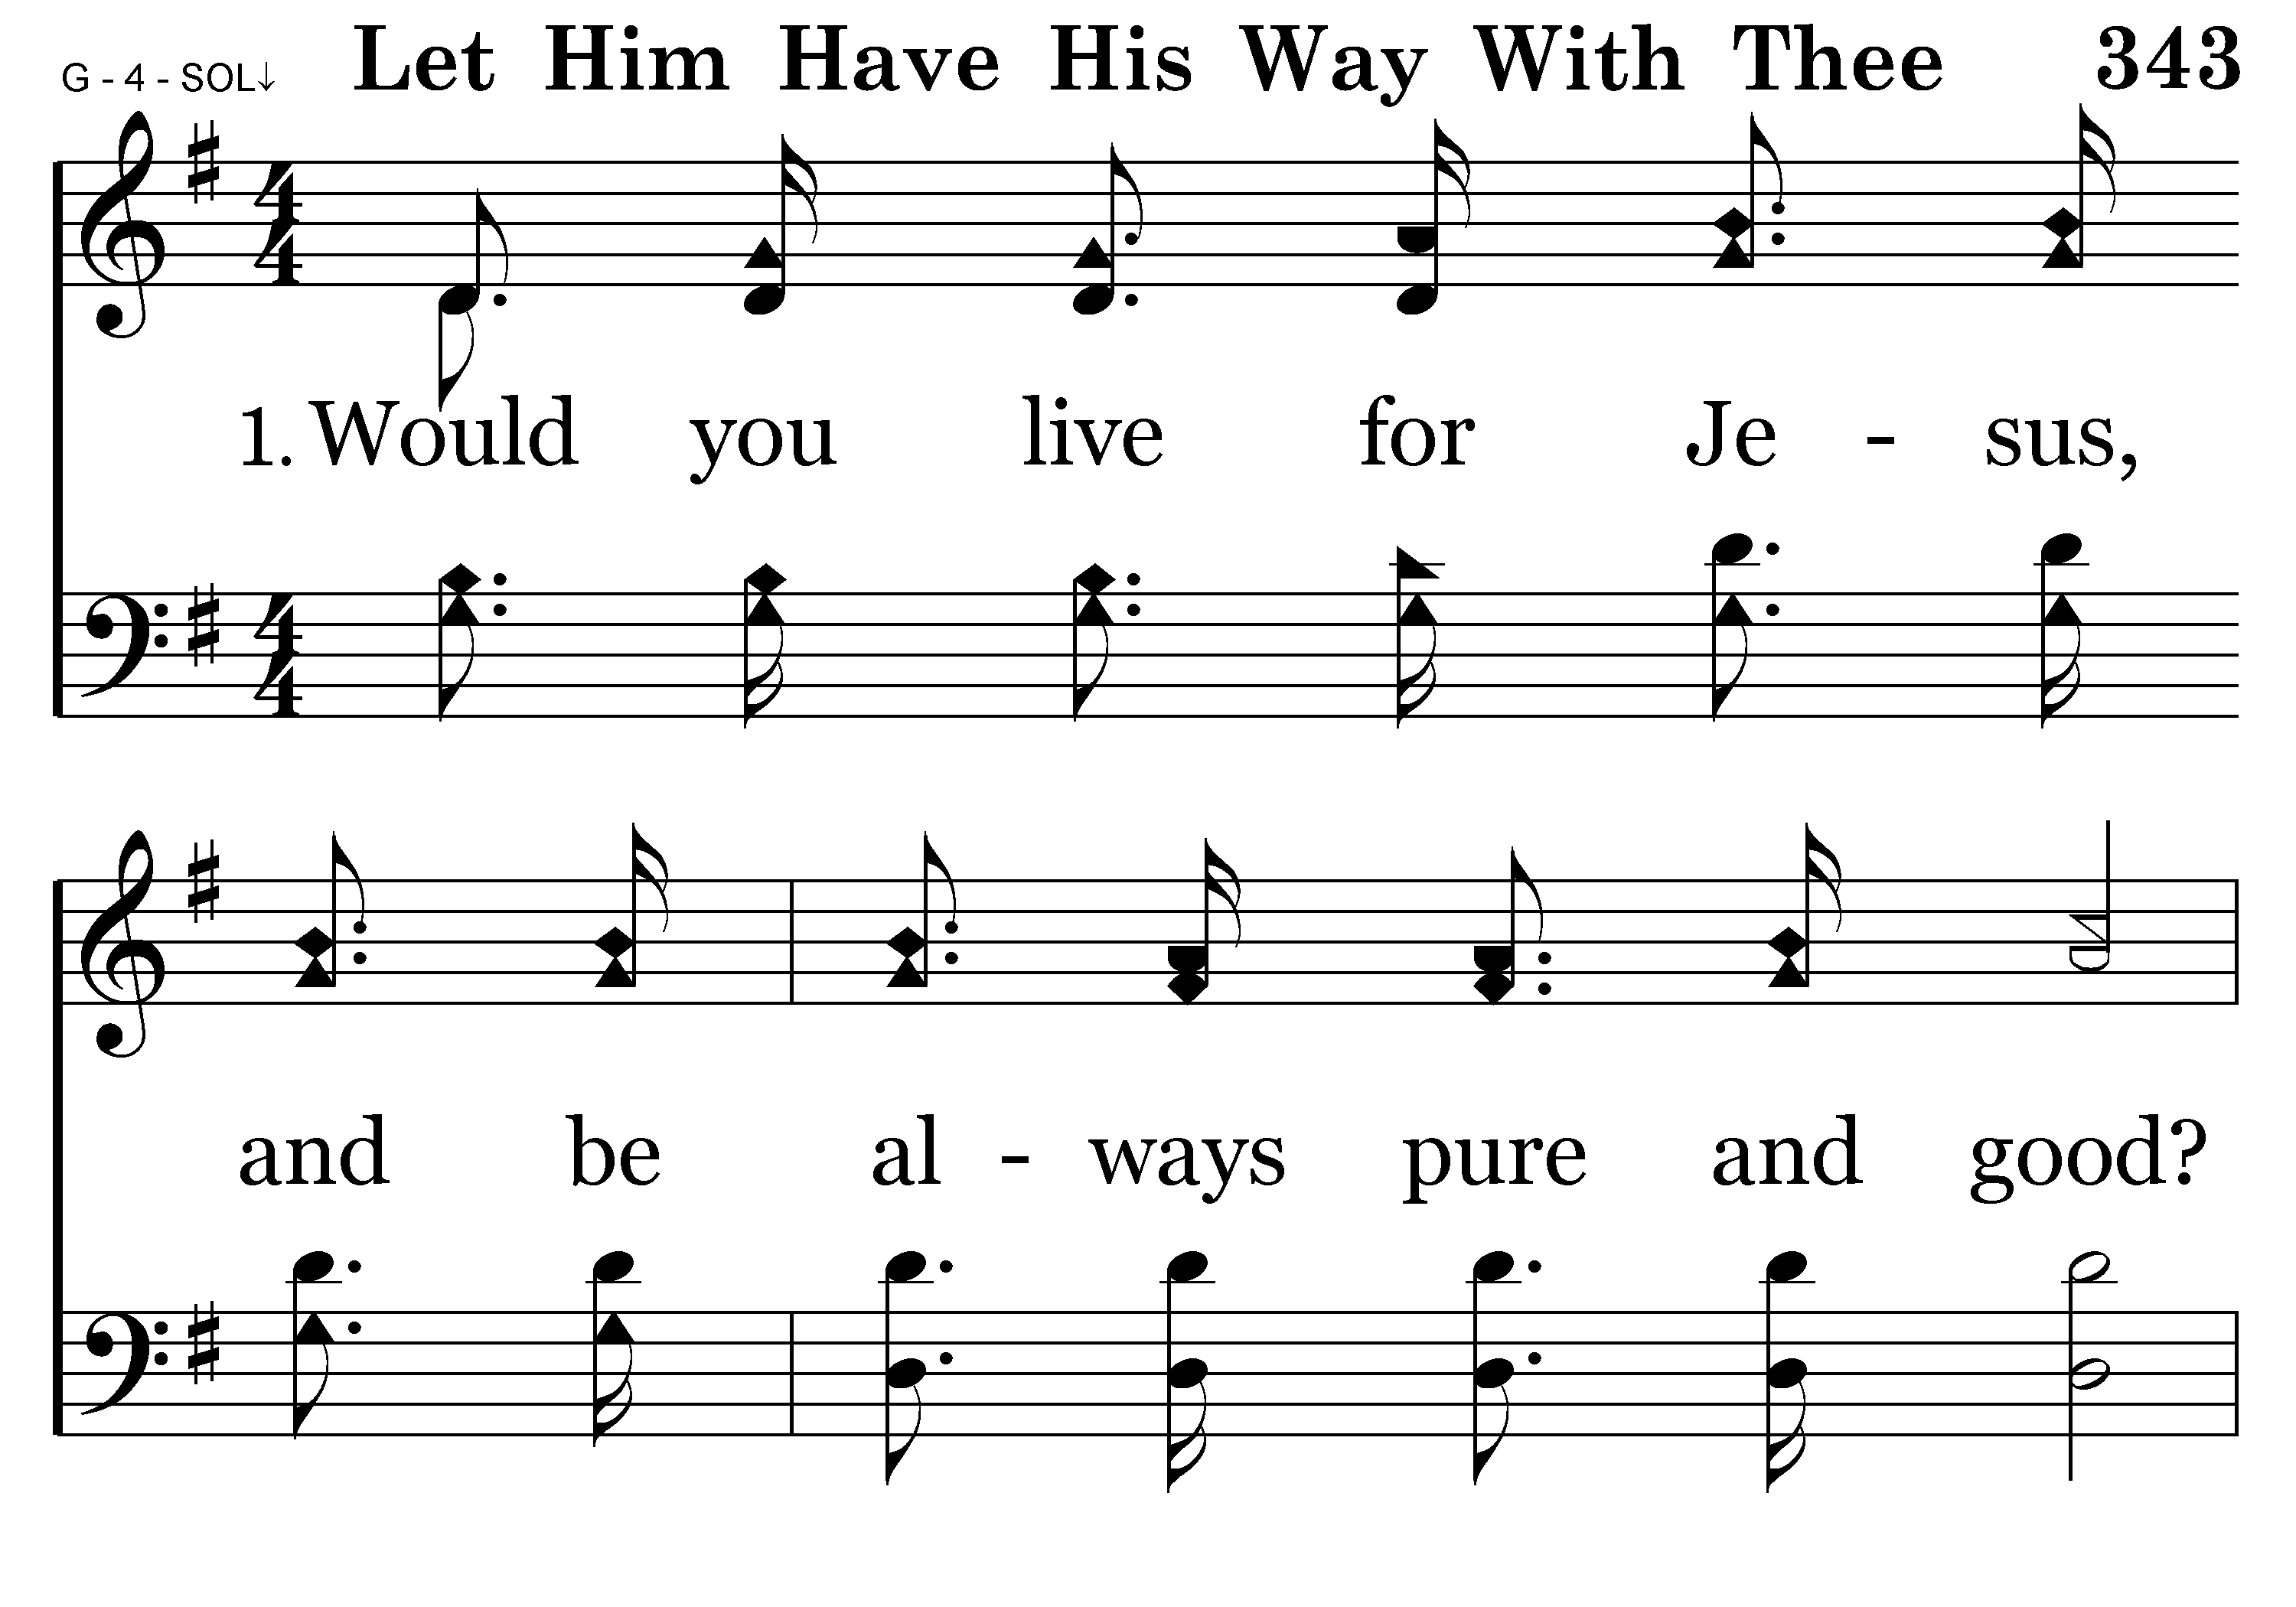 G - 4 - SOL↓ Let Him Have His Way With Thee 343
1. Would you live for Je - sus,
and be al - ways pure and good?